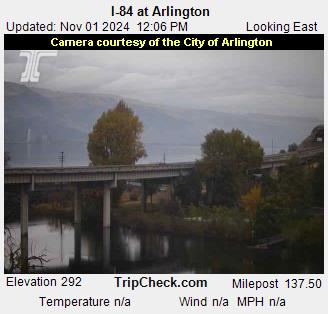 I-84 at Arlington
Updated: Nov 01 2024 12:06 PM Looking East
Camera courtesy of the City of Arlington
Elevation 292 TripCheck.com Milepost 137.50
Temperature n/a Wind n/a MPH n/a